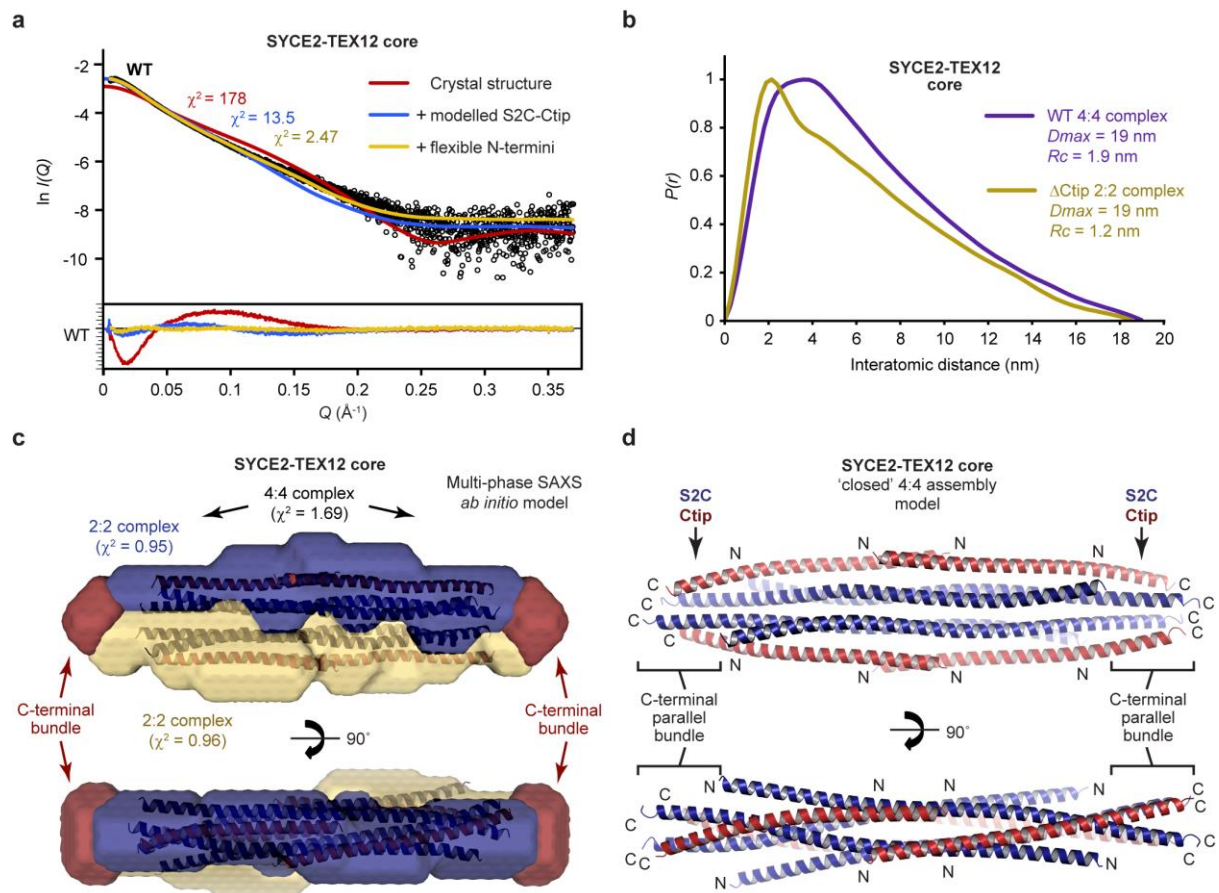 a
SYCE2-TEX12 core
WT
χ² = 178
χ² = 13.5
χ² = 2.47
Crystal structure
+ modelled S2C-Ctip
+ flexible N-termini
ln I(Q)
-2
-4
-6
-8
-10
WT
0
0.05
0.1
0.15
0.2
0.25
0.3
0.35
Q (Å⁻¹)
b
SYCE2-TEX12
core
WT 4:4 complex
Dmax = 19 nm
Rc = 1.9 nm
ΔCtip 2:2 complex
Dmax = 19 nm
Rc = 1.2 nm
P(r)
1
0.8
0.6
0.4
0.2
0
0
2
4
6
8
10
12
14
16
18
20
Interatomic distance (nm)
c
SYCE2-TEX12 core
4:4 complex
(χ² = 1.69)
Multi-phase SAXS
ab initio model
2:2 complex
(χ² = 0.95)
C-terminal
bundle
C-terminal
bundle
2:2 complex
(χ² = 0.96)
90°
d
SYCE2-TEX12 core
'closed' 4:4 assembly
model
S2C
Ctip
S2C
Ctip
N
N
N
N
C
C
C
C
C
C
C
C
N
N
N
N
C-terminal
parallel
bundle
C-terminal
parallel
bundle
90°
N
N
N
N
C
C
C
C
C
C
C
C
N
N
N
N